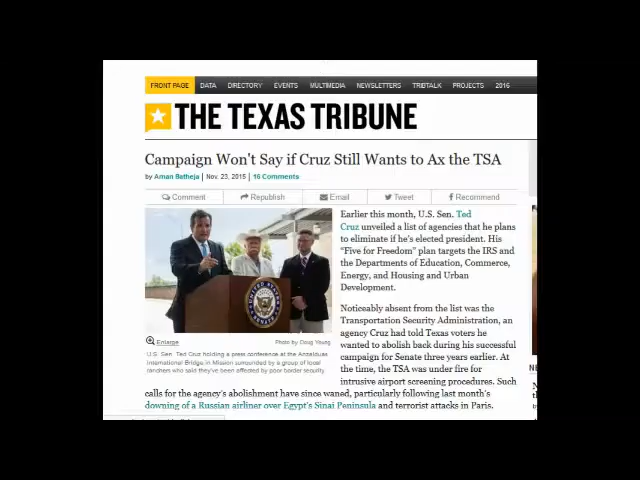 FRONT PAGE DATA DIRECTORY EVENTS MULTIMEDIA NEWSLETTERS TRIBTALK PROJECTS 2016
THE TEXAS TRIBUNE
Campaign Won't Say if Cruz Still Wants to Ax the TSA
by Aman Batheja | Nov. 23, 2015 | 16 Comments
Comment Republish Email Tweet Recommend
Earlier this month, U.S. Sen. Ted
Cruz unveiled a list of agencies that he plans
to eliminate if he's elected president. His
“Five for Freedom” plan targets the IRS and
the Departments of Education, Commerce,
Energy, and Housing and Urban
Development.
Noticeably absent from the list was the
Transportation Security Administration, an
agency Cruz had told Texas voters he
wanted to abolish back during his successful
campaign for Senate three years earlier. At
the time, the TSA was under fire for
intrusive airport screening procedures. Such
calls for the agency's abolishment have since waned, particularly following last month's
downing of a Russian airliner over Egypt's Sinai Peninsula and terrorist attacks in Paris.
Enlarge Photo by Doug Young
U.S. Sen. Ted Cruz holding a press conference at the Anzalduas
International Bridge in Mission surrounded by a group of local
ranchers who said they've been affected by poor border security.